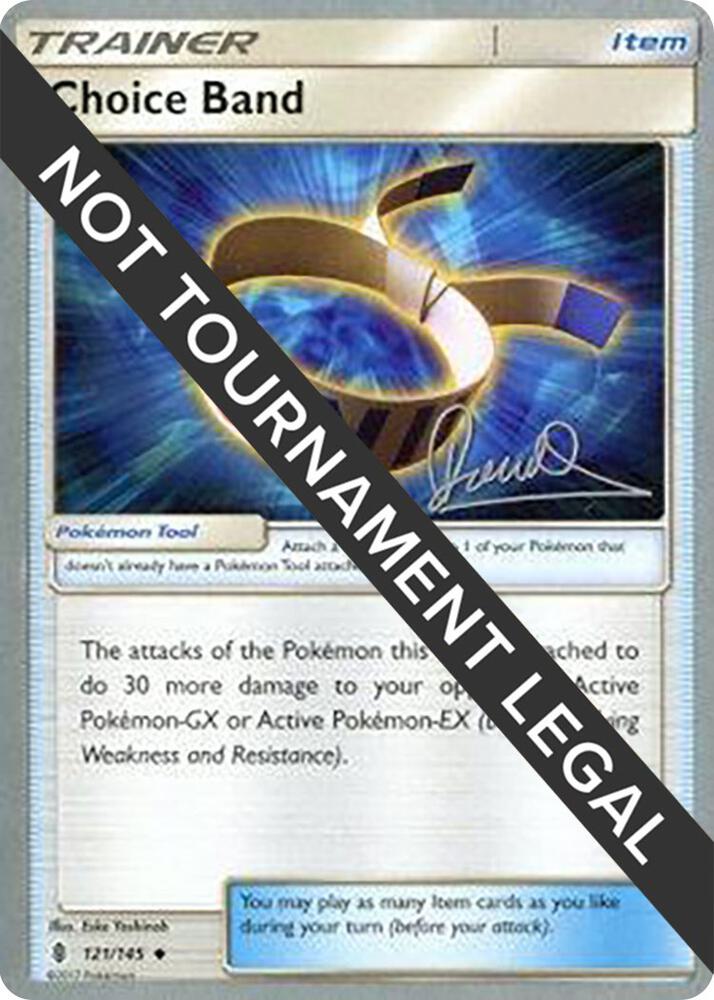 TRAINER
Item
Choice Band
NOT TOURNAMENT LEGAL
Pokémon Tool
Attach a 1 of your Pokémon that
doesn't already have a Pokémon Tool
The attacks of the Pokémon this
do 30 more damage to your Active
Pokémon-GX or Active Pokémon-EX
Weakness and Resistance).
You may play as many Item cards as you like
during your turn (before your attack).
Illus. Eske Yoshinob
121/145
©2017 Pokémon